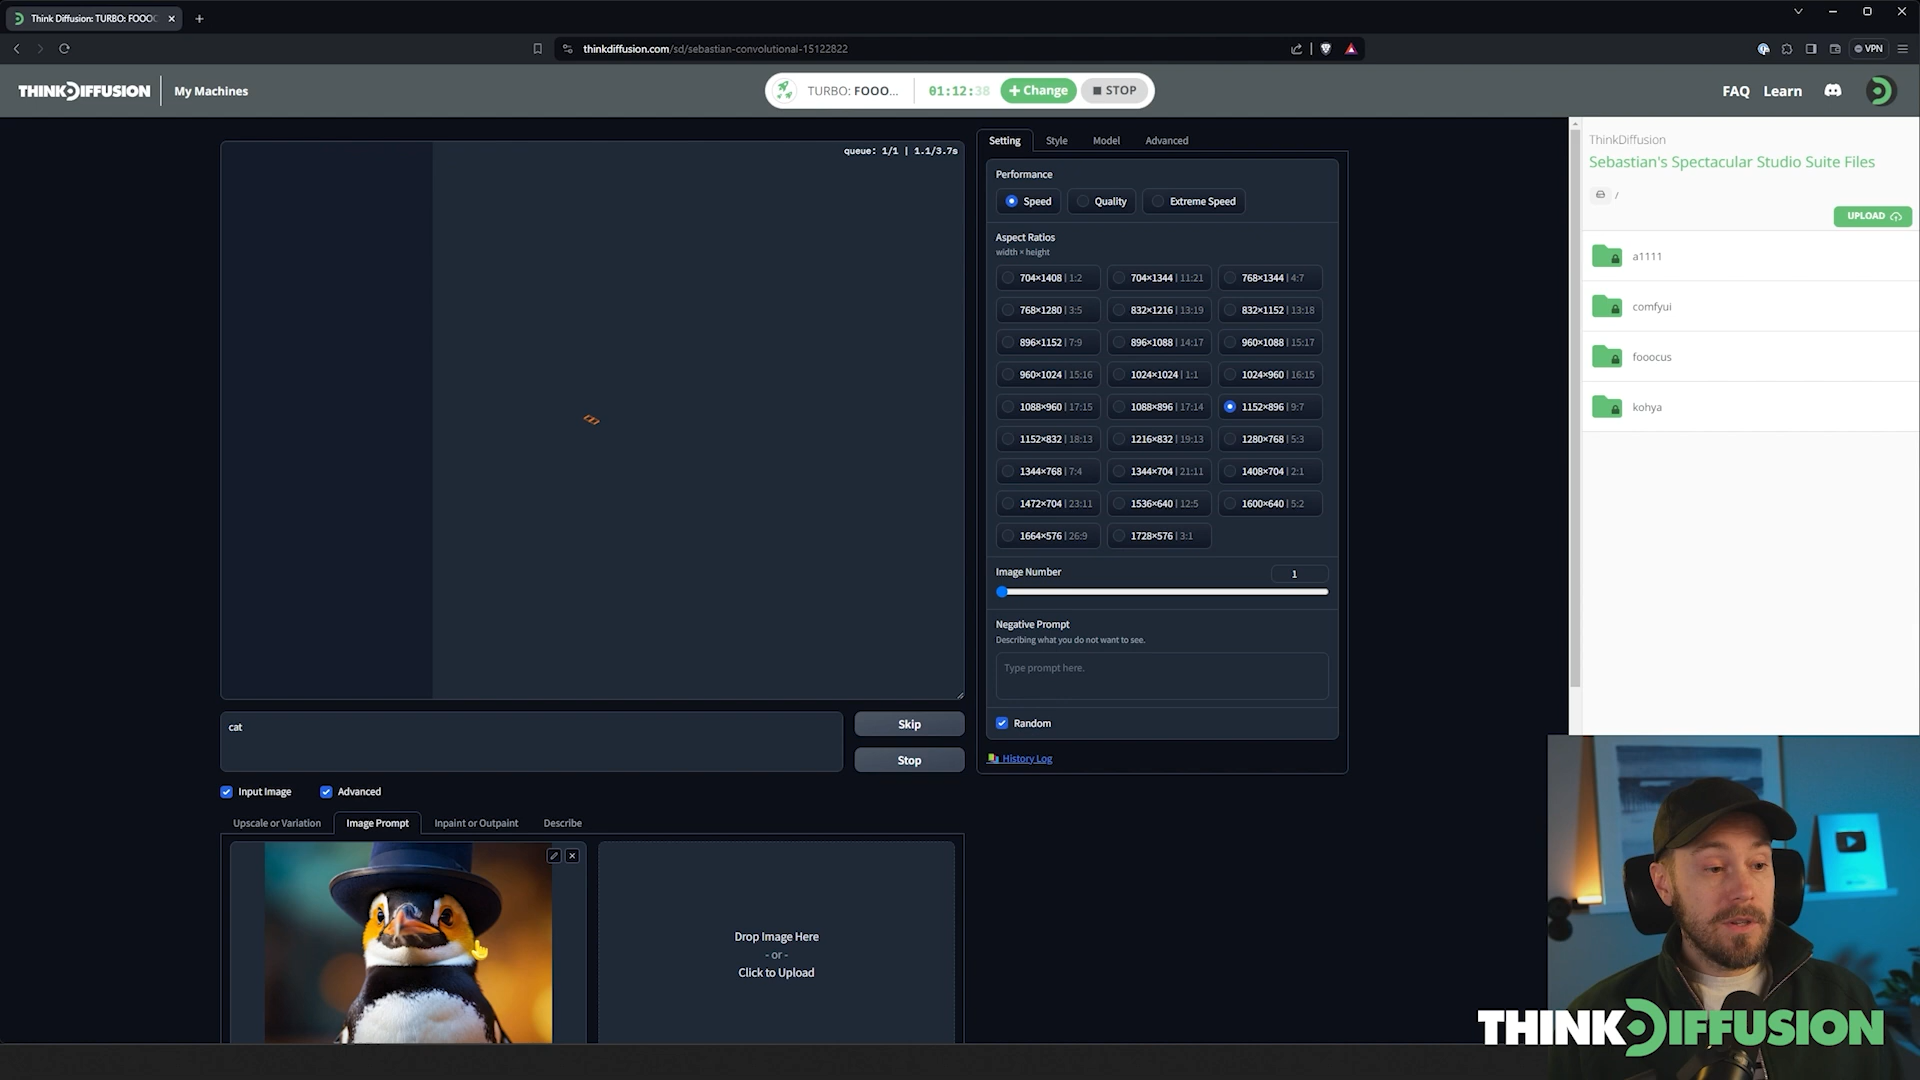 Think Diffusion: TURBO: FOOOC
thinkdiffusion.com/sd/sebastian-convolutional-15122822
VPN
THINKDIFFUSION
My Machines
TURBO: FOOO...
01:12:38
+ Change
STOP
FAQ
Learn
queue: 1/1 | 1.1/3.7s
Setting
Style
Model
Advanced
Performance
Speed
Quality
Extreme Speed
Aspect Ratios
width × height
704×1408 | 1:2
704×1344 | 11:21
768×1344 | 4:7
768×1280 | 3:5
832×1216 | 13:19
832×1152 | 13:18
896×1152 | 7:9
896×1088 | 14:17
960×1088 | 15:17
960×1024 | 15:16
1024×1024 | 1:1
1024×960 | 16:15
1088×960 | 17:15
1088×896 | 17:14
1152×896 | 9:7
1152×832 | 18:13
1216×832 | 19:13
1280×768 | 5:3
1344×768 | 7:4
1344×704 | 21:11
1408×704 | 2:1
1472×704 | 23:11
1536×640 | 12:5
1600×640 | 5:2
1664×576 | 26:9
1728×576 | 3:1
Image Number
1
Negative Prompt
Describing what you do not want to see.
Type prompt here.
Random
History Log
cat
Skip
Stop
Input Image
Advanced
Upscale or Variation
Image Prompt
Inpaint or Outpaint
Describe
Drop Image Here
- or -
Click to Upload
ThinkDiffusion
Sebastian's Spectacular Studio Suite Files
/
UPLOAD
a1111
comfyui
fooocus
kohya
THINKDIFFUSION